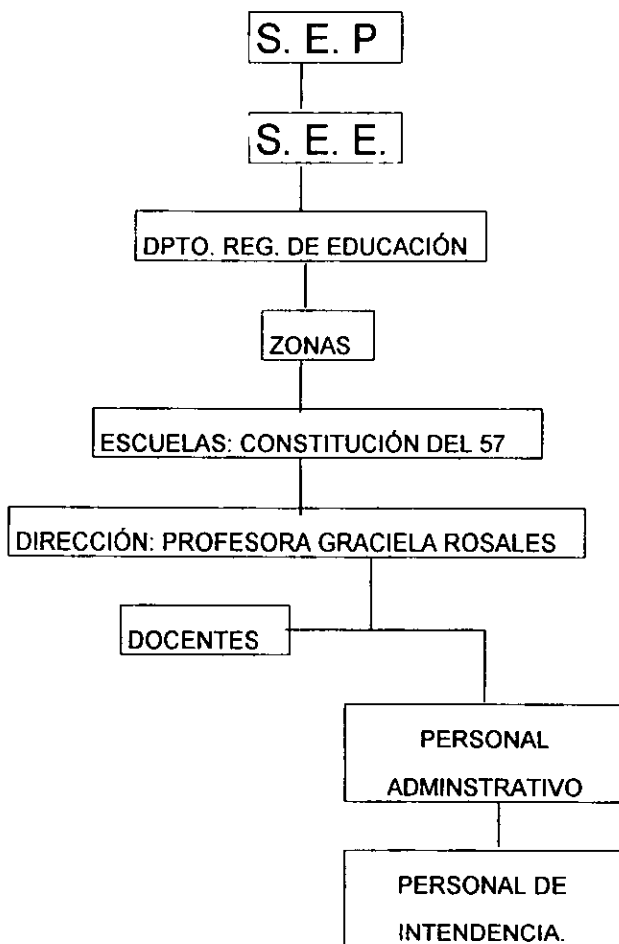 S. E. P
S. E. E.
DPTO. REG. DE EDUCACIÓN
ZONAS
ESCUELAS: CONSTITUCIÓN DEL 57
DIRECCIÓN: PROFESORA GRACIELA ROSALES
DOCENTES
PERSONAL
ADMINSTRATIVO
PERSONAL DE
INTENDENCIA.